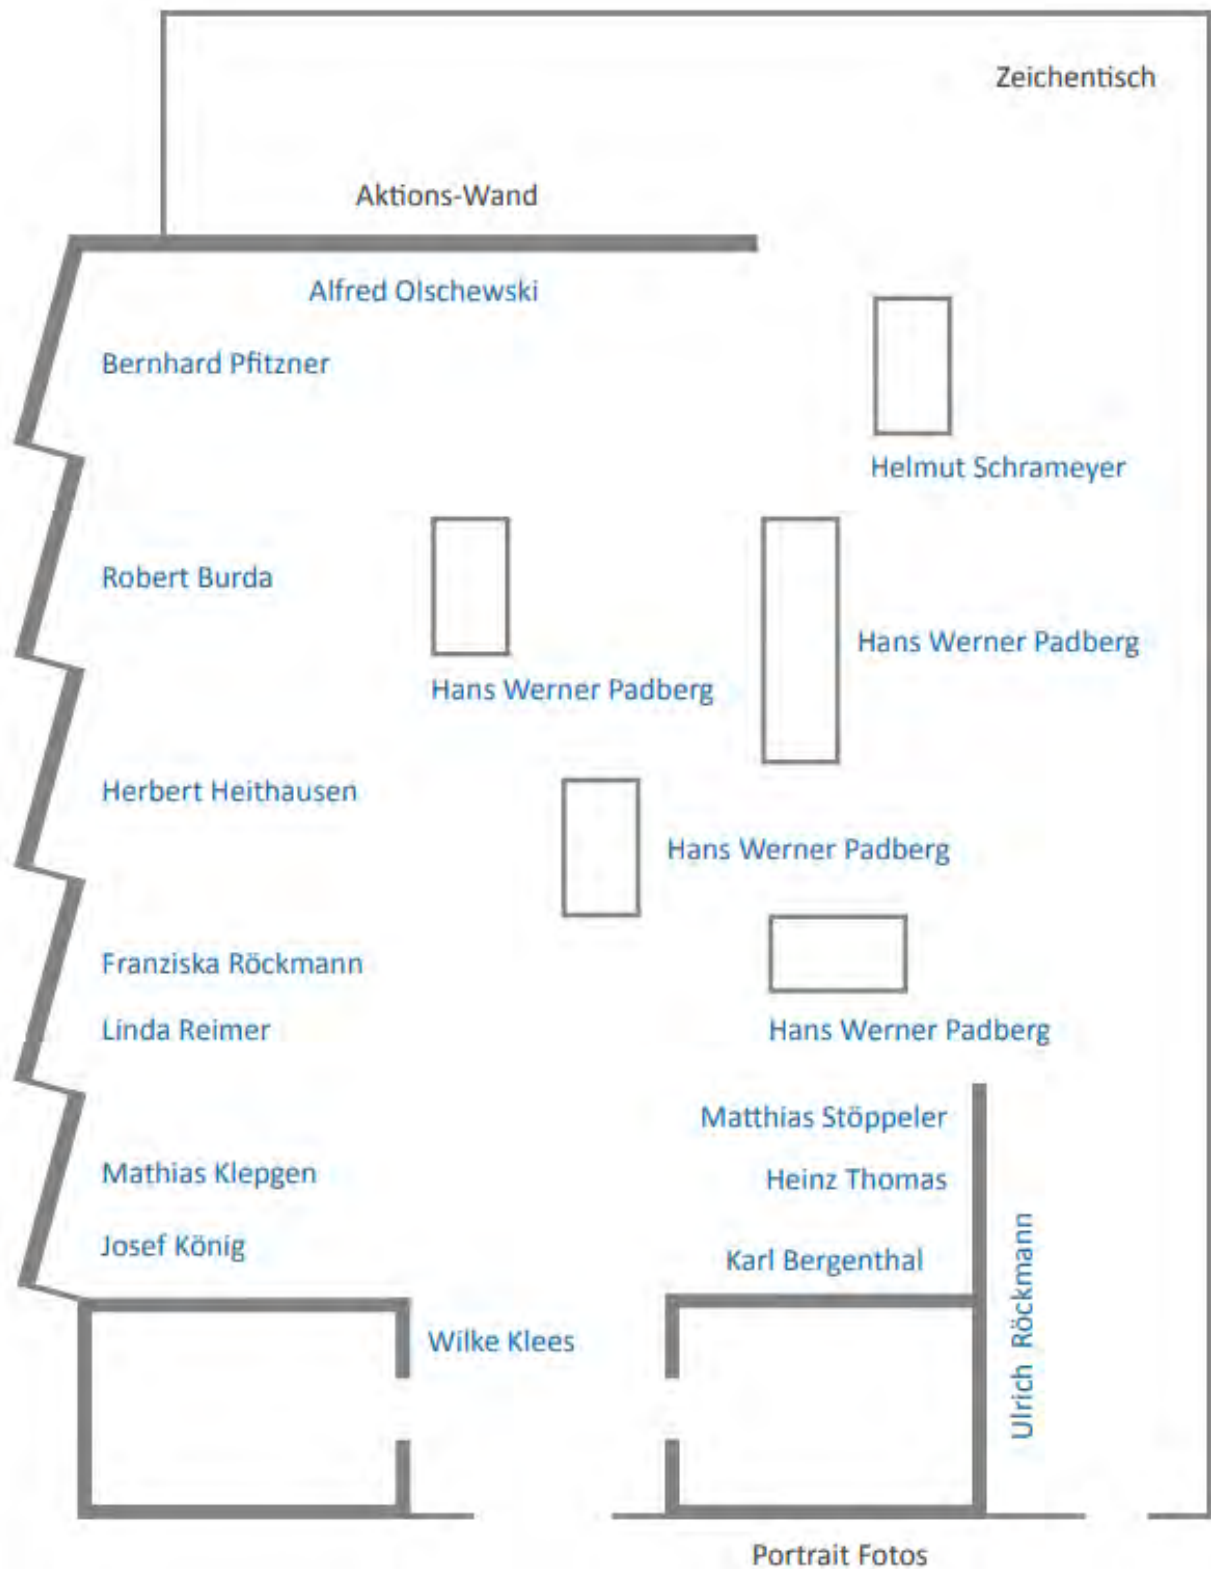 Zeichentisch
Aktions-Wand
Alfred Olschewski
Bernhard Pfitzner
Helmut Schrameyer
Robert Burda
Hans Werner Padberg
Hans Werner Padberg
Herbert Heithausen
Hans Werner Padberg
Franziska Röckmann
Linda Reimer
Hans Werner Padberg
Matthias Stöppeler
Mathias Klepgen
Heinz Thomas
Josef König
Karl Bergenthal
Ulrich Röckmann
Wilke Klees
Portrait Fotos